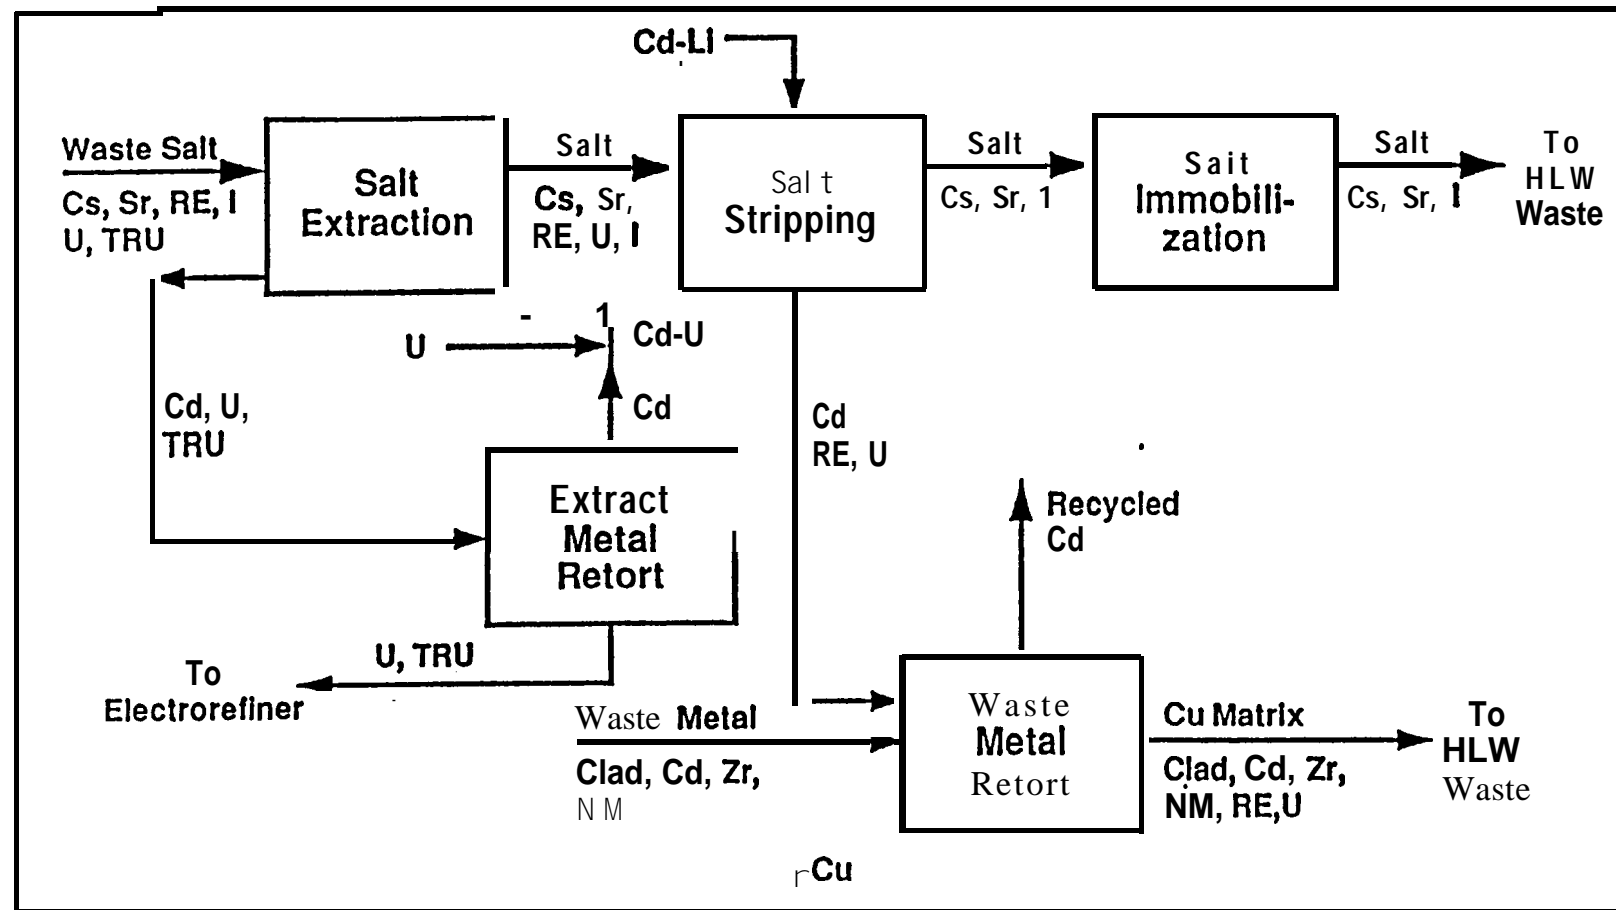 Cd-Li
Waste Salt
Cs, Sr, RE, I
U, TRU
Salt
Extraction
Salt
Cs, Sr,
RE, U, I
Salt
Stripping
Salt
Cs, Sr, 1
Sait
Immobili-
zation
Salt
Cs, Sr, I
To
HLW
Waste
U
-
1
Cd-U
Cd
Cd, U,
TRU
Cd
RE, U
Extract
Metal
Retort
Recycled
Cd
U, TRU
To
Electrorefiner
Waste Metal
Clad, Cd, Zr,
NM
Waste
Metal
Retort
Cu Matrix
Clad, Cd, Zr,
NM, RE,U
To
HLW
Waste
Cu